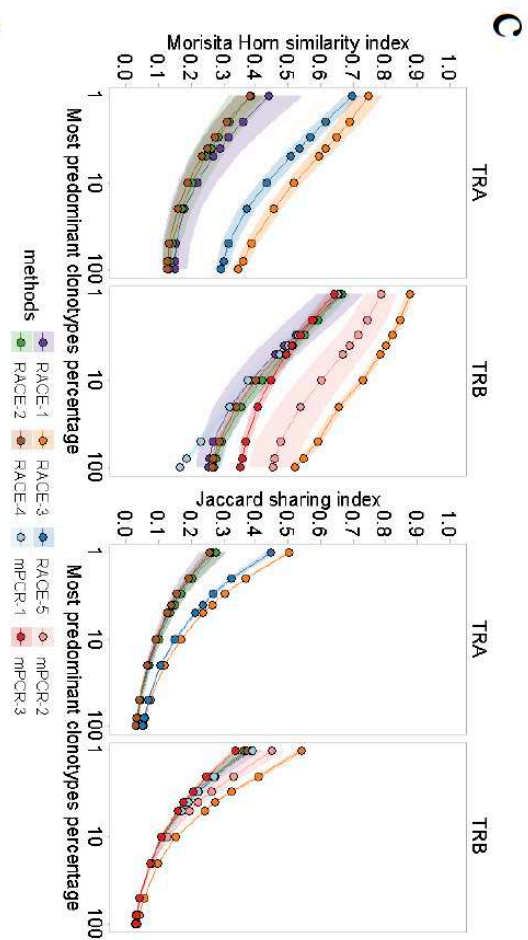 C
TRA
TRB
TRA
TRB
Morisita Horn similarity index
1.0
0.9
0.8
0.7
0.6
0.5
0.4
0.3
0.2
0.1
0.0
1
10
100
1
10
100
Most predominant clonotypes percentage
Jaccard sharing index
1.0
0.9
0.8
0.7
0.6
0.5
0.4
0.3
0.2
0.1
0.0
1
10
100
1
10
100
Most predominant clonotypes percentage
methods
RACE-1 RACE-3 RACE-5 mPCR-2
RACE-2 RACE-4 mPCR-1 mPCR-3